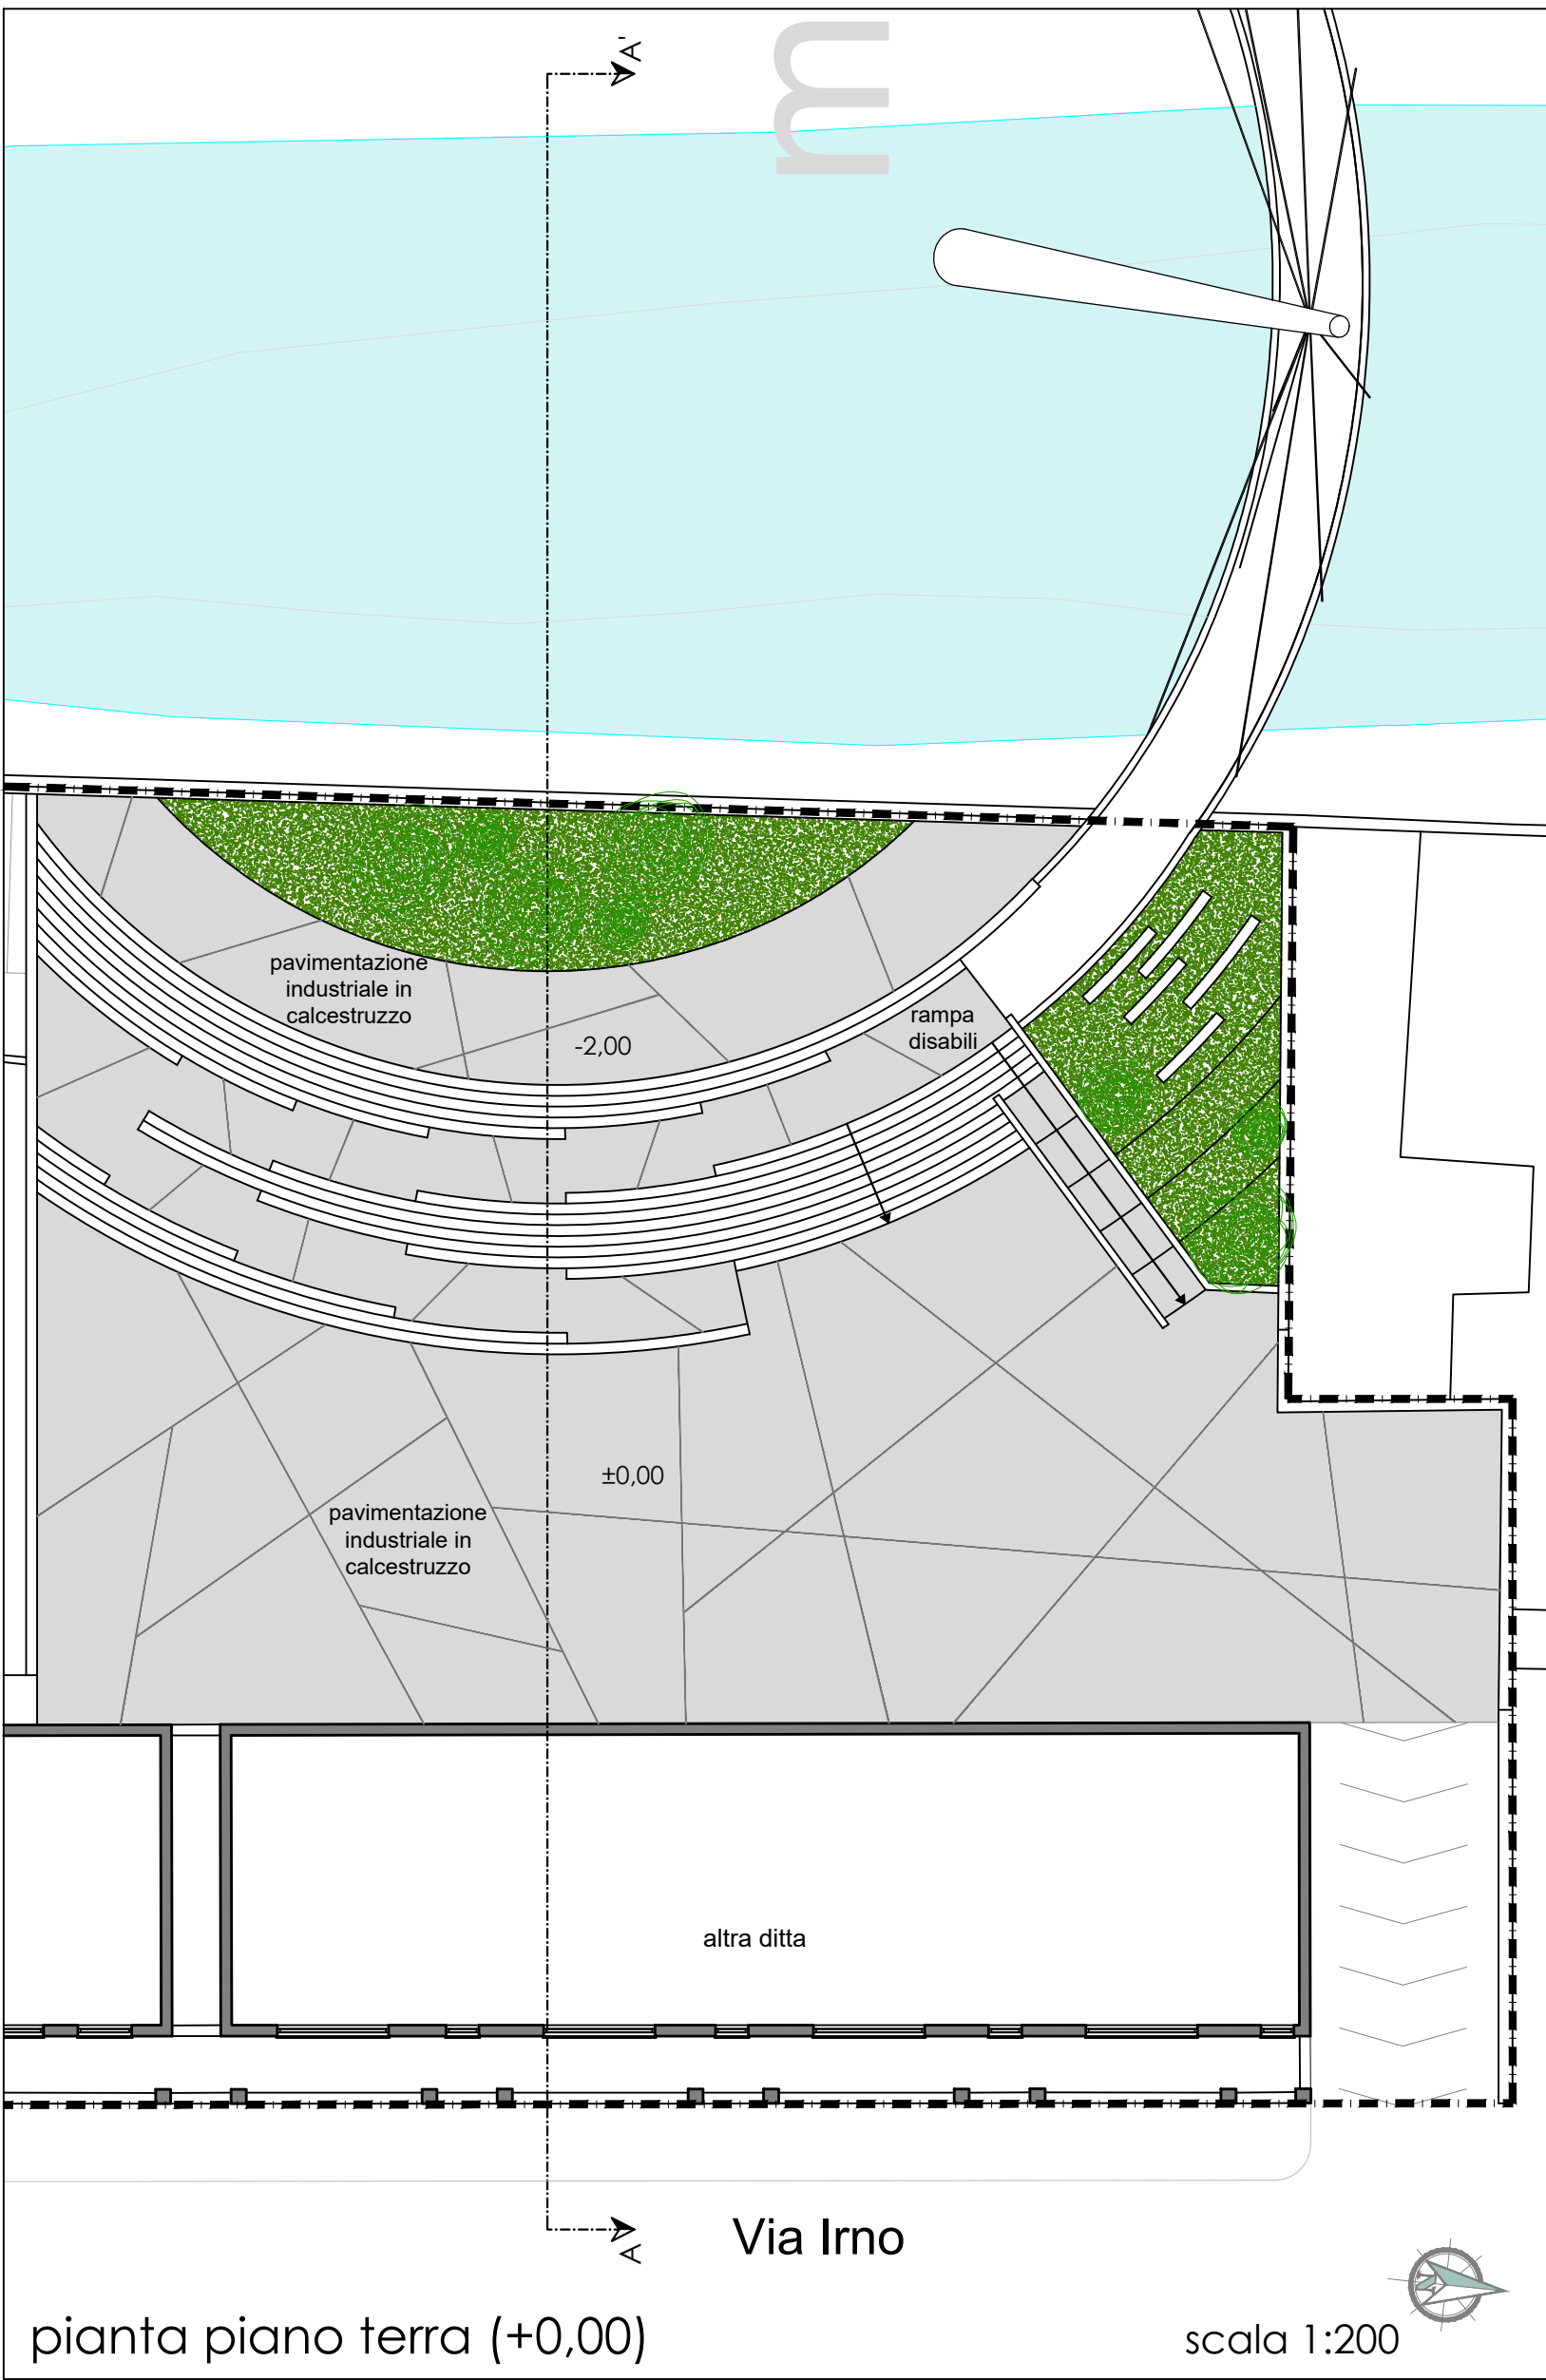 A'
m
pavimentazione
industriale in
calcestruzzo
-2,00
rampa
disabili
±0,00
pavimentazione
industriale in
calcestruzzo
altra ditta
A
Via Irno
pianta piano terra (+0,00)
scala 1:200